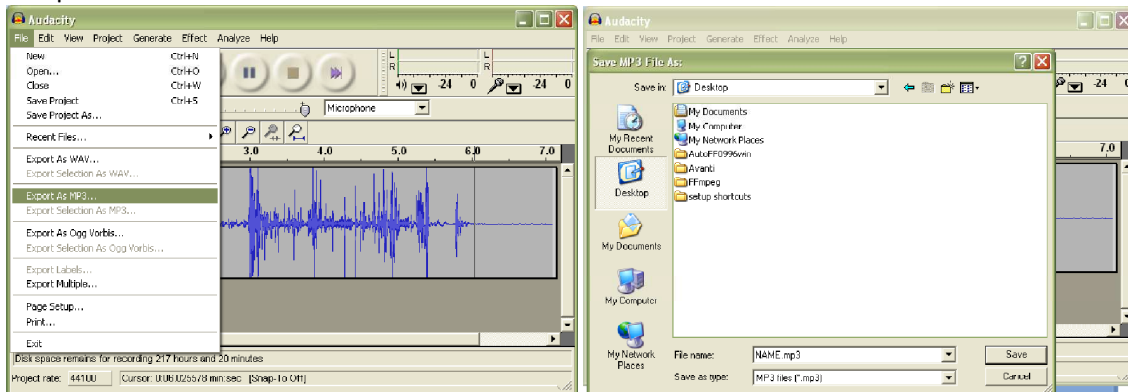 Audacity
File Edit View Project Generate Effect Analyze Help
New Ctrl+N
Open... Ctrl+O
Close Ctrl+W
Save Project Ctrl+S
Save Project As...
Recent Files...
Export As WAV...
Export Selection As WAV...
Export As MP3...
Export Selection As MP3...
Export As Ogg Vorbis...
Export Selection As Ogg Vorbis...
Export Labels...
Export Multiple...
Page Setup...
Print...
Exit
L
R
-24 0
L
R
-24 0
Microphone
3.0 4.0 5.0 6.0 7.0
Disk space remains for recording 217 hours and 20 minutes
Project rate: 44100 Cursor: 0:06.025578 min:sec [Snap-To Off]
Audacity
File Edit View Project Generate Effect Analyze Help
Save MP3 File As:
Save in: Desktop
My Recent Documents
Desktop
My Documents
My Computer
My Network Places
My Documents
My Computer
My Network Places
AutoFF0996win
Avanti
FFmpeg
setup shortcuts
File name: NAME.mp3 Save
Save as type: MP3 files (*.mp3) Cancel
-24 0
7.0